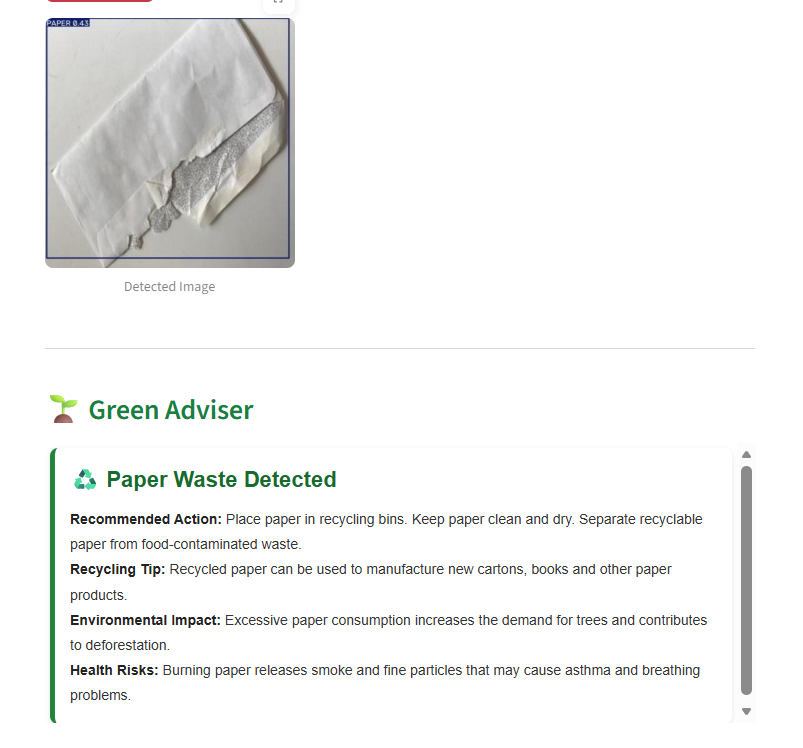 PAPER 0.43
Detected Image
Green Adviser
Paper Waste Detected
Recommended Action: Place paper in recycling bins. Keep paper clean and dry. Separate recyclable
paper from food-contaminated waste.
Recycling Tip: Recycled paper can be used to manufacture new cartons, books and other paper
products.
Environmental Impact: Excessive paper consumption increases the demand for trees and contributes
to deforestation.
Health Risks: Burning paper releases smoke and fine particles that may cause asthma and breathing
problems.